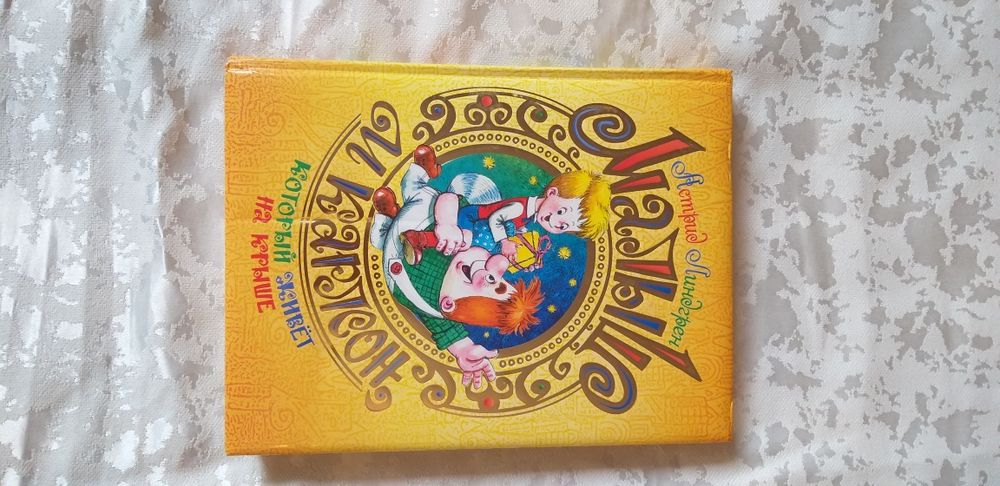 Астрид Линдгрен
Малыш
и Карлсон
который живёт
на крыше